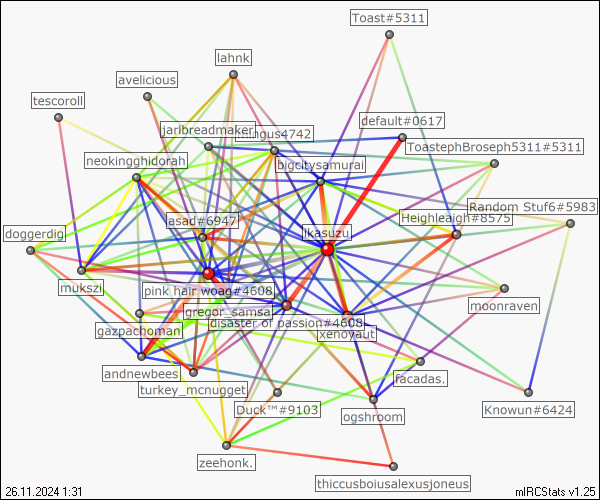 Toast#5311
lahnk
avelicious
tescoroll
default#0617
jarlbreadmaker
mingus4742
ToastephBroseph5311#5311
neokingghidorah
bigcitysamurai
Random Stuf6#5983
asad#6947
Heighleaigh#8575
doggerdig
ikasuzu
mukszi
pink hair woag#4608
moonraven
gregor_samsa
disaster of passion#4608
gazpachoman
xenoyaut
andnewbees
facadas.
turkey_mcnugget
Duck™#9103
ogshroom
Knowun#6424
zeehonk.
thiccusboiusalexusjoneus
26.11.2024 1:31
mIRCStats v1.25